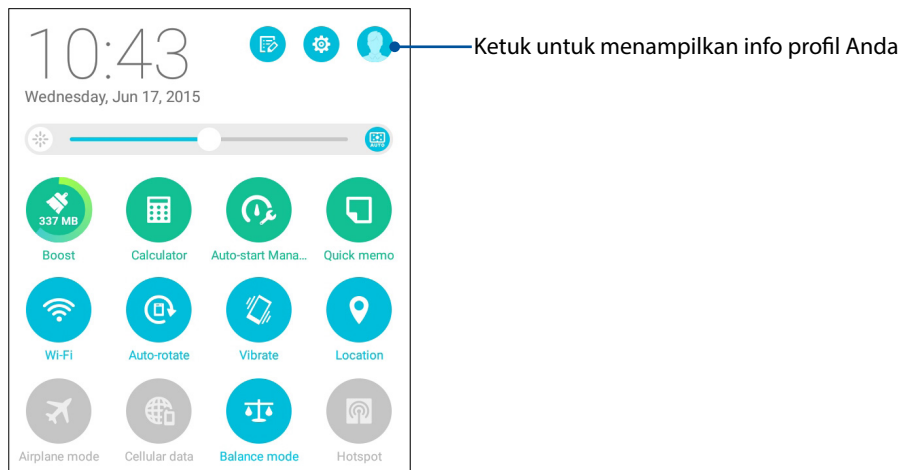 10:43
Ketuk untuk menampilkan info profil Anda
Wednesday, Jun 17, 2015
AUTO
337 MB
Boost
Calculator
Auto-start Mana...
Quick memo
Wi-Fi
Auto-rotate
Vibrate
Location
Airplane mode
Cellular data
Balance mode
Hotspot